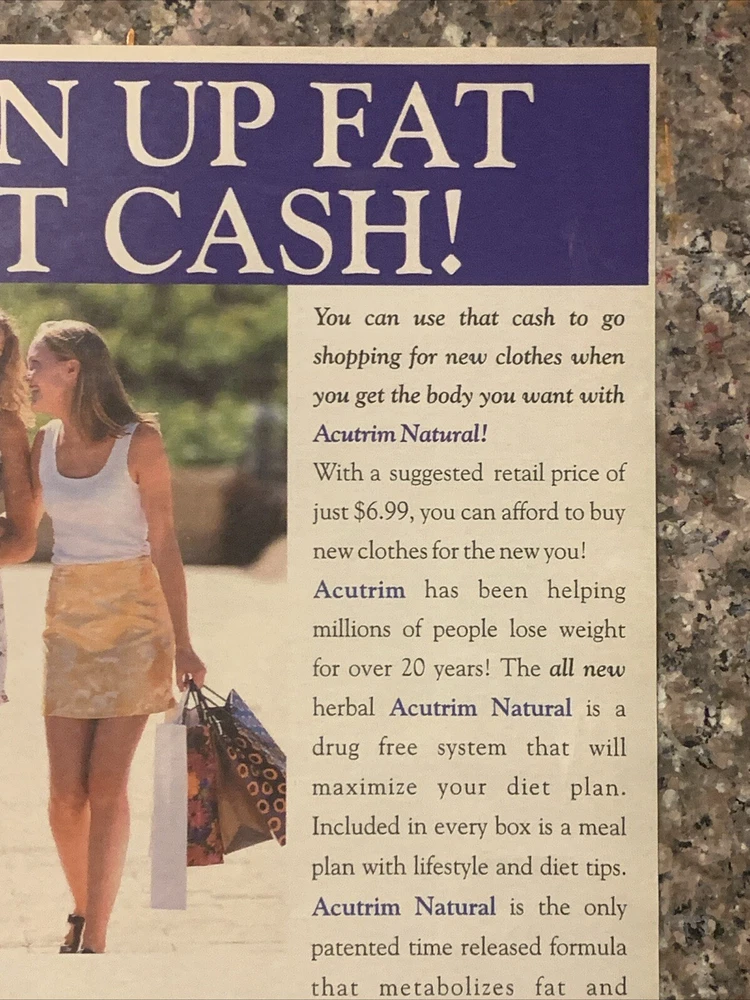 N UP FAT
T CASH!
You can use that cash to go
shopping for new clothes when
you get the body you want with
Acutrim Natural!
With a suggested retail price of
just $6.99, you can afford to buy
new clothes for the new you!
Acutrim has been helping
millions of people lose weight
for over 20 years! The all new
herbal Acutrim Natural is a
drug free system that will
maximize your diet plan.
Included in every box is a meal
plan with lifestyle and diet tips.
Acutrim Natural is the only
patented time released formula
that metabolizes fat and